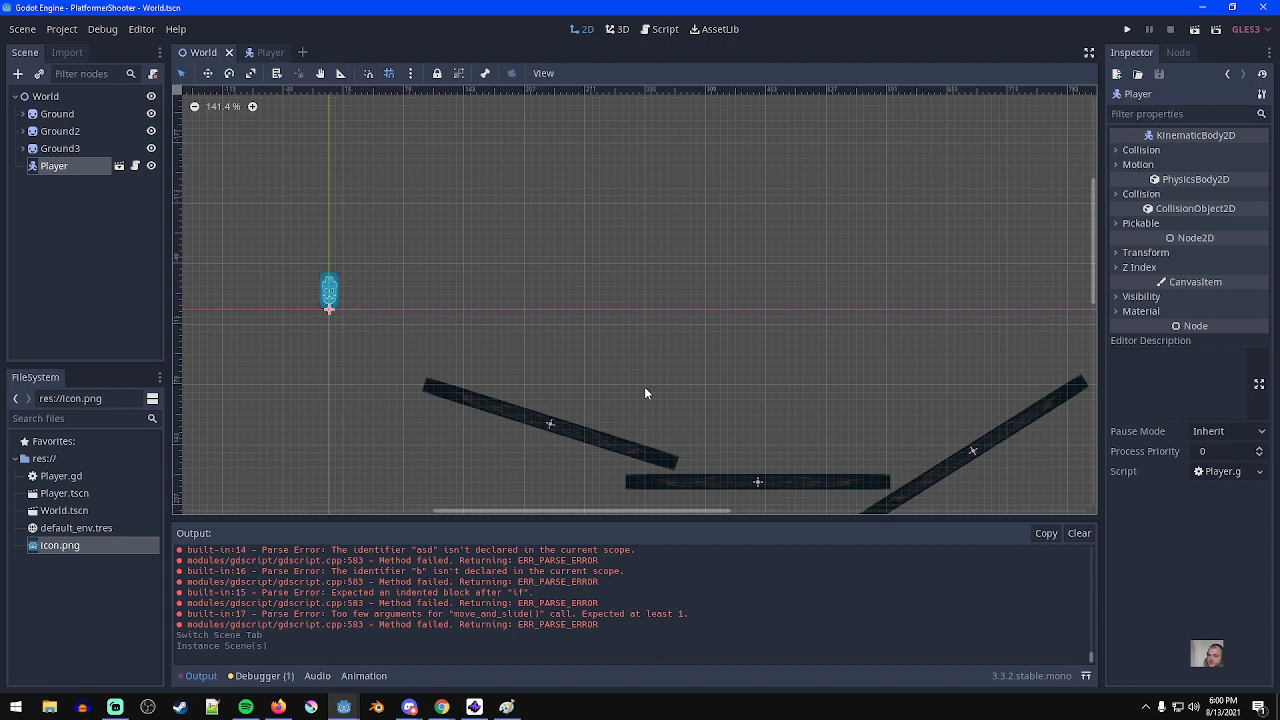 Godot Engine - PlatformerShooter - World.tscn
Scene Project Debug Editor Help
2D 3D Script AssetLib
GLES3
Scene Import
World Player
Inspector Node
Filter nodes
View
World
Ground
Ground2
Ground3
Player
141.4 %
Player
Filter properties
KinematicBody2D
Collision
Motion
PhysicsBody2D
Collision
CollisionObject2D
Pickable
Node2D
Transform
Z Index
CanvasItem
Visibility
Material
Node
Editor Description
Pause Mode Inherit
Process Priority 0
Script Player.g
FileSystem
res://icon.png
Search files
Favorites:
res://
Player.gd
Player.tscn
World.tscn
default_env.tres
icon.png
Output:
Copy Clear
built-in:14 - Parse Error: The identifier "asd" isn't declared in the current scope.
modules/gdscript/gdscript.cpp:583 - Method failed. Returning: ERR_PARSE_ERROR
built-in:16 - Parse Error: The identifier "b" isn't declared in the current scope.
modules/gdscript/gdscript.cpp:583 - Method failed. Returning: ERR_PARSE_ERROR
built-in:15 - Parse Error: Expected an indented block after "if".
modules/gdscript/gdscript.cpp:583 - Method failed. Returning: ERR_PARSE_ERROR
built-in:17 - Parse Error: Too few arguments for "move_and_slide()" call. Expected at least 1.
modules/gdscript/gdscript.cpp:583 - Method failed. Returning: ERR_PARSE_ERROR
Switch Scene Tab
Instance Scene(s)
Output Debugger (1) Audio Animation
3.3.2.stable.mono
6:00 PM
8/13/2021